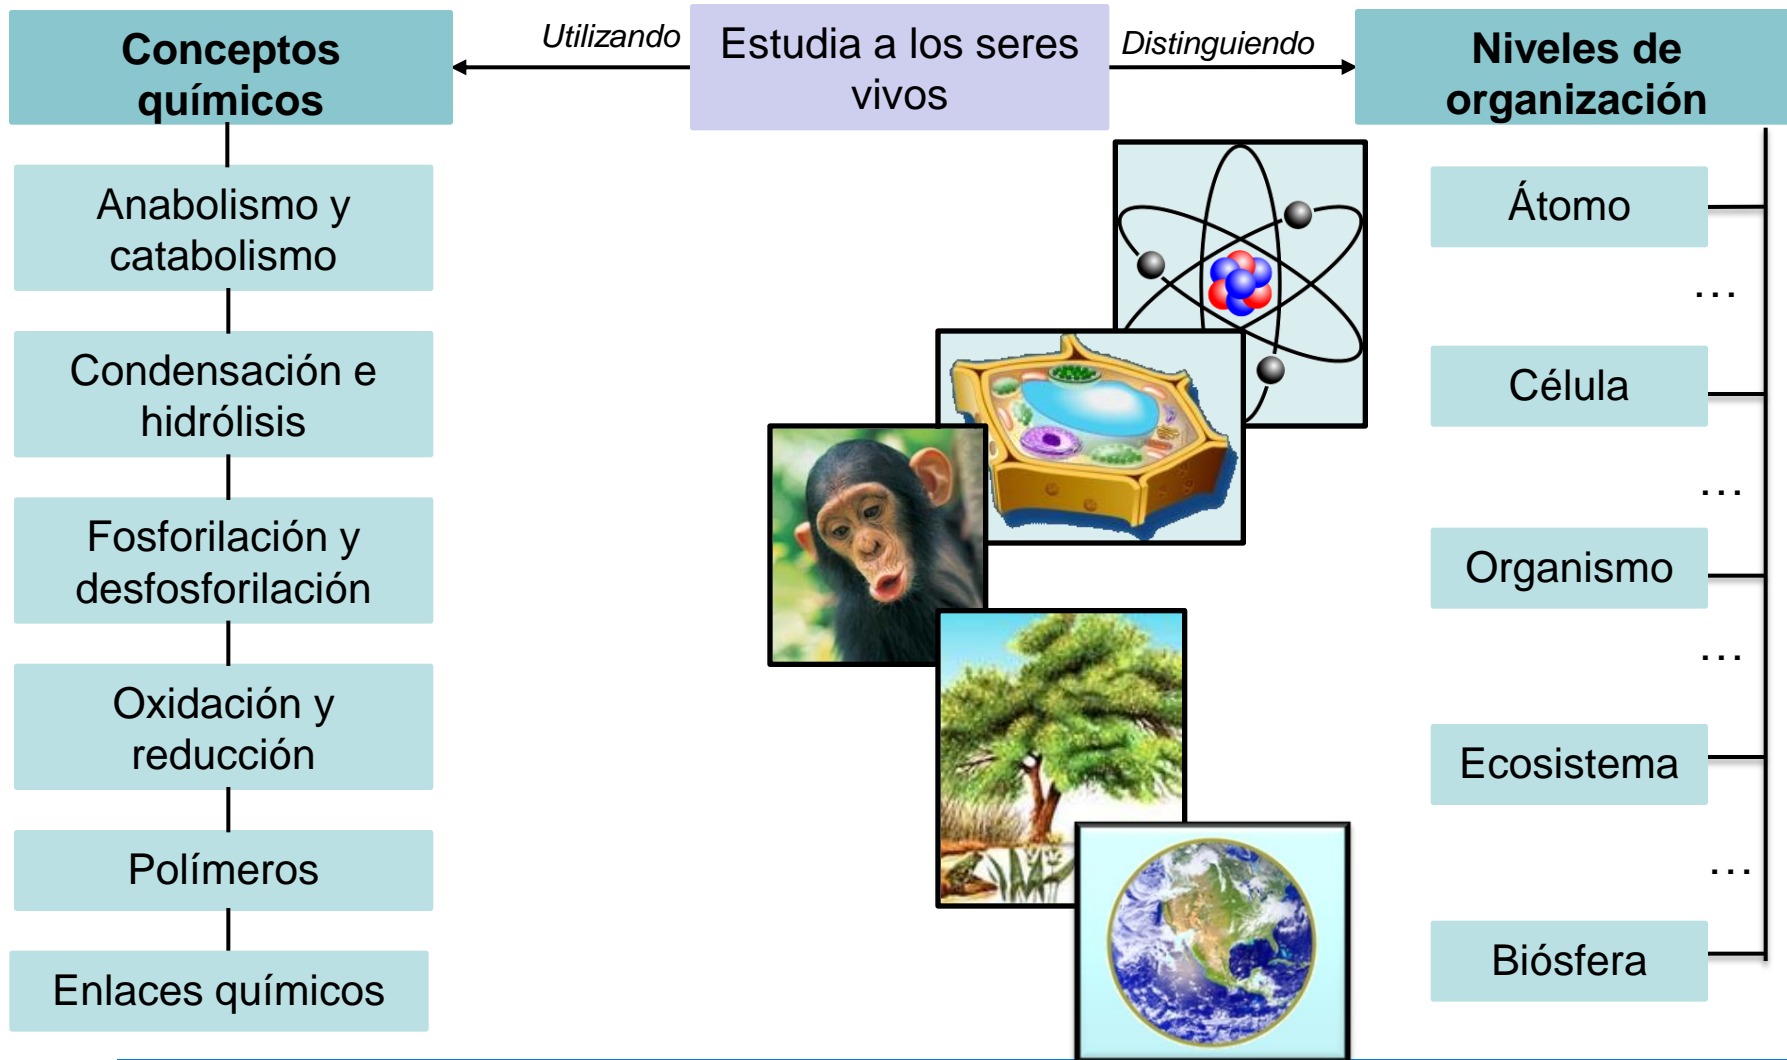 Conceptos
químicos
Utilizando
Estudia a los seres
vivos
Distinguiendo
Niveles de
organización
Anabolismo y
catabolismo
Condensación e
hidrólisis
Fosforilación y
desfosforilación
Oxidación y
reducción
Polímeros
Enlaces químicos
Átomo
...
Célula
...
Organismo
...
Ecosistema
...
Biósfera